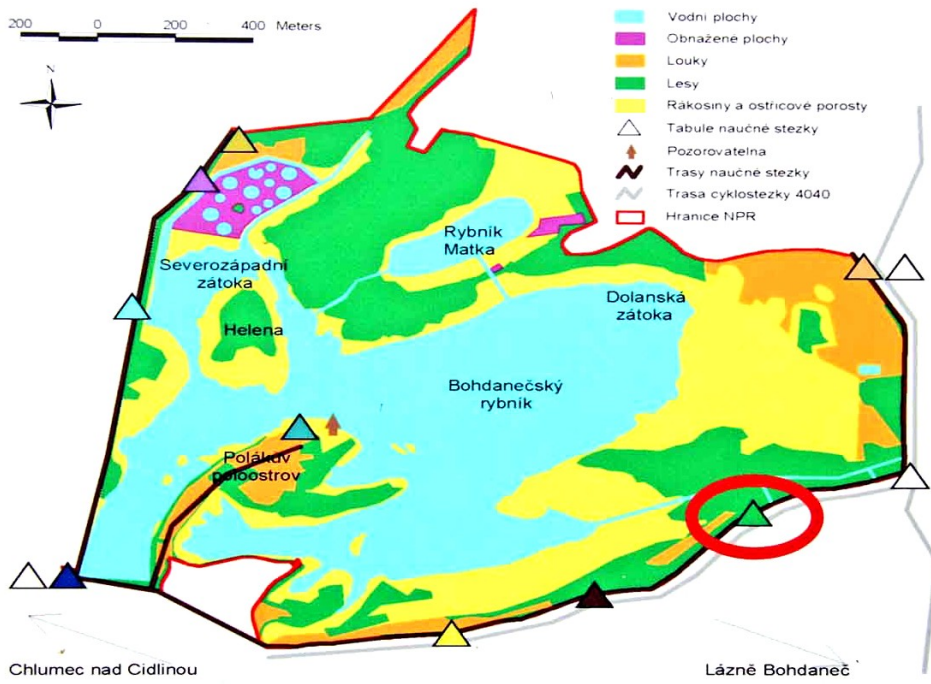 200 0 200 400 Meters
N
Vodní plochy
Obnažené plochy
Louky
Lesy
Rákosiny a ostřicové porosty
Tabule naučné stezky
Pozorovatelna
Trasy naučné stezky
Trasa cyklostezky 4040
Hranice NPR
Rybník
Matka
Severozápadní
zátoka
Dolanská
zátoka
Helena
Bohdanečský
rybník
Polákův
poloostrov
Chlumec nad Cidlinou
Lázně Bohdaneč